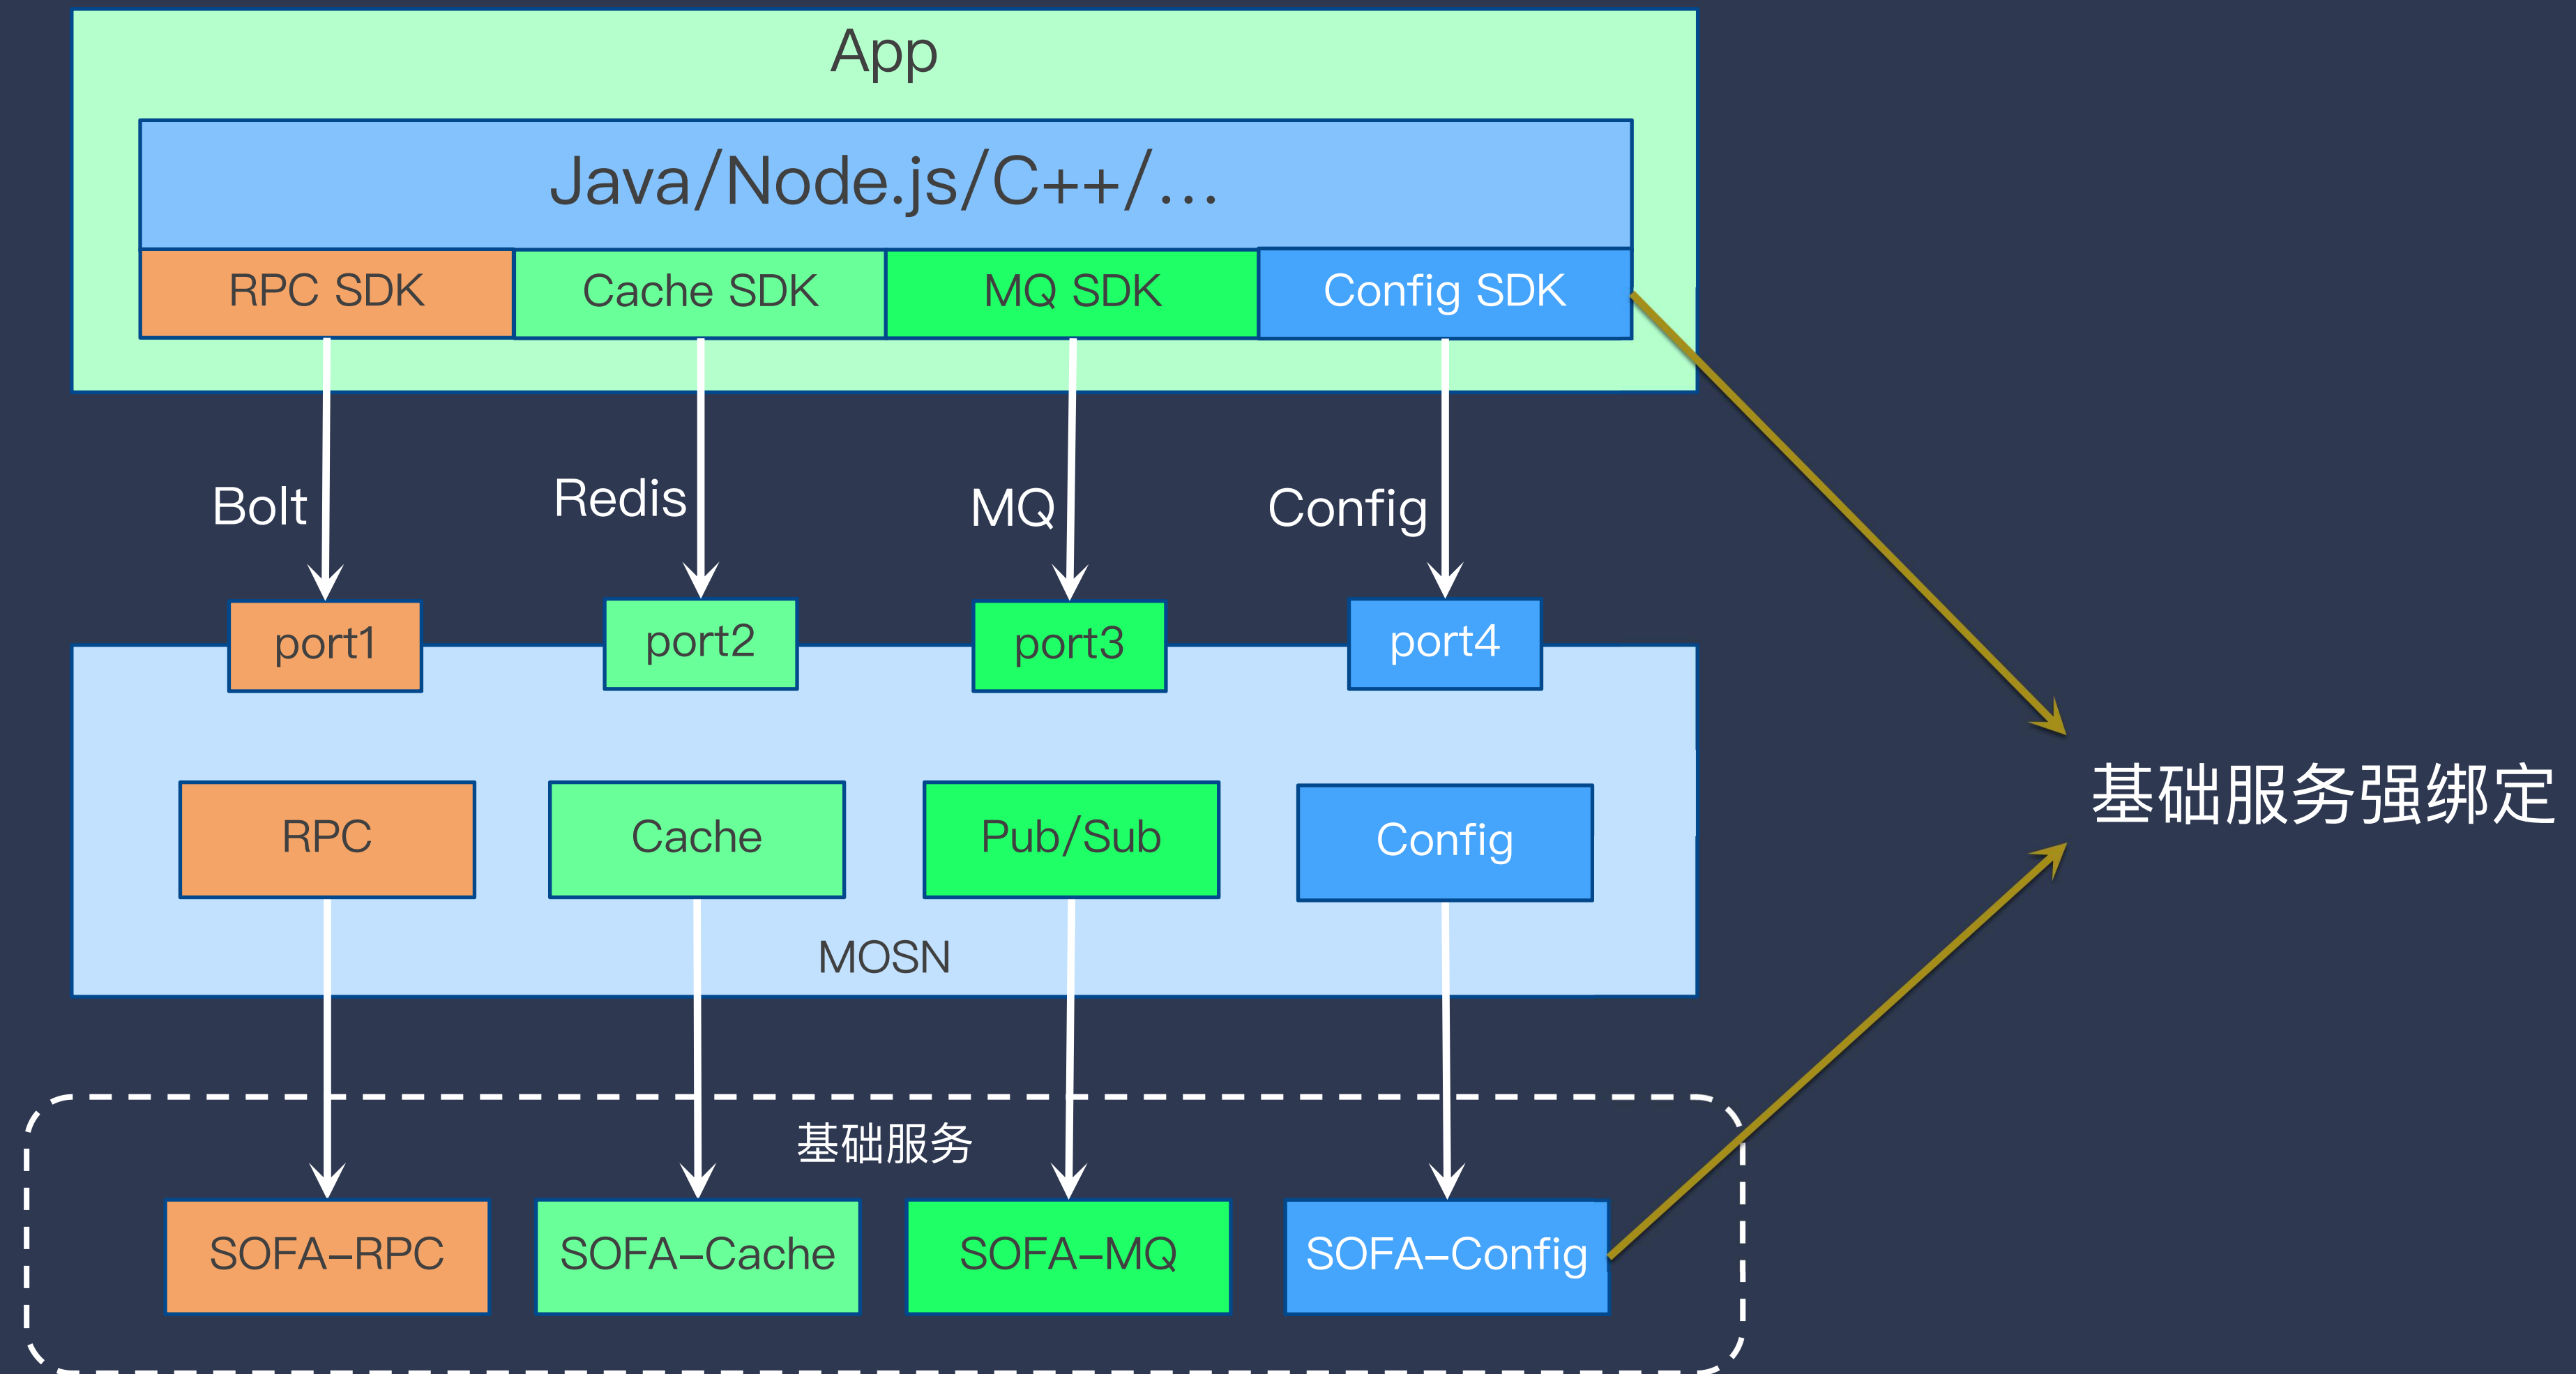 App
Java/Node.js/C++/...
RPC SDK
Cache SDK
MQ SDK
Config SDK
Bolt
Redis
MQ
Config
port1
port2
port3
port4
基础服务强绑定
RPC
Cache
Pub/Sub
Config
MOSN
基础服务
SOFA-RPC
SOFA-Cache
SOFA-MQ
SOFA-Config